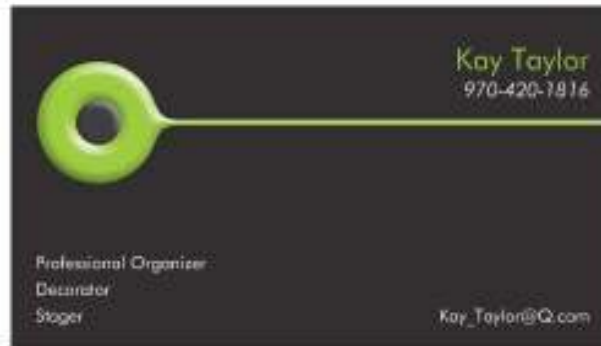 Kay Taylor
970-420-1816
Professional Organizer
Decorator
Stager
Kay_Taylor@Q.com